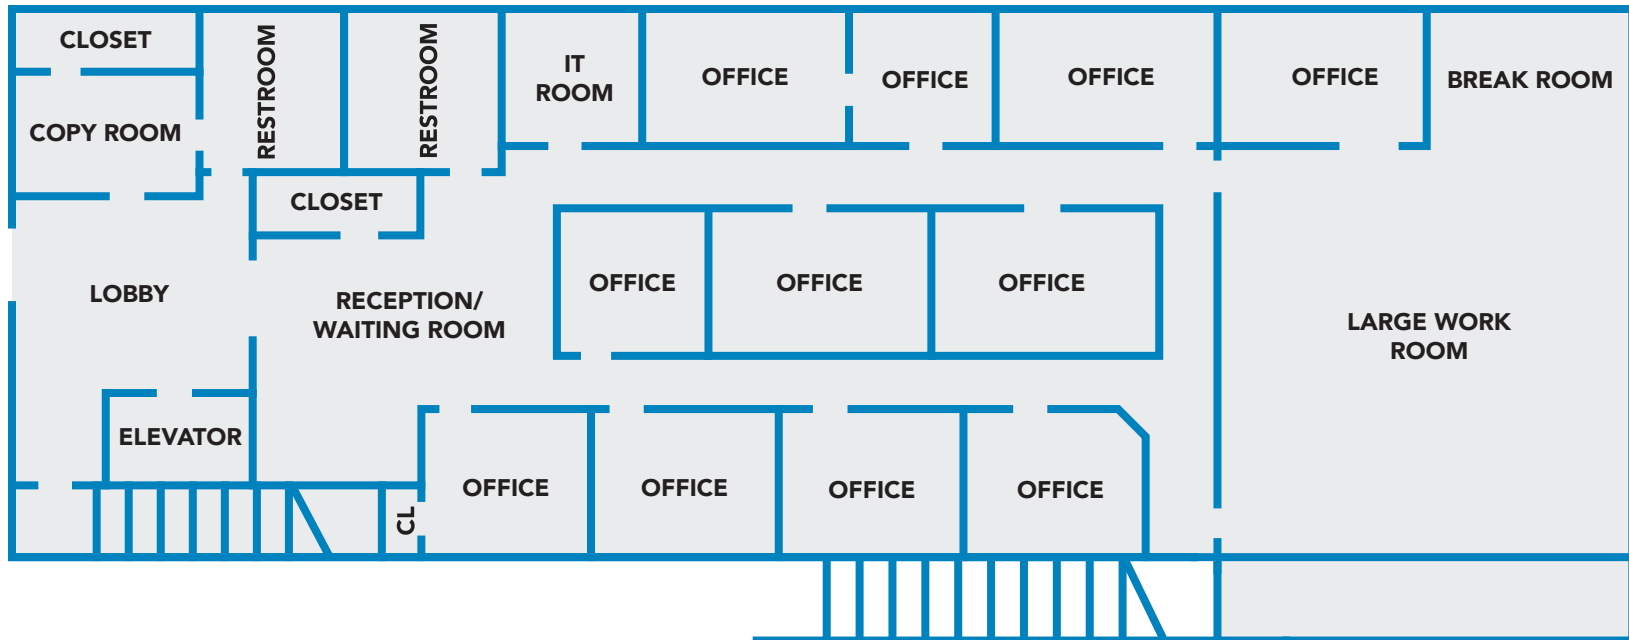 CLOSET
COPY ROOM
RESTROOM
RESTROOM
IT
ROOM
OFFICE
OFFICE
OFFICE
OFFICE
BREAK ROOM
CLOSET
LOBBY
RECEPTION/
WAITING ROOM
OFFICE
OFFICE
OFFICE
LARGE WORK
ROOM
ELEVATOR
CL
OFFICE
OFFICE
OFFICE
OFFICE